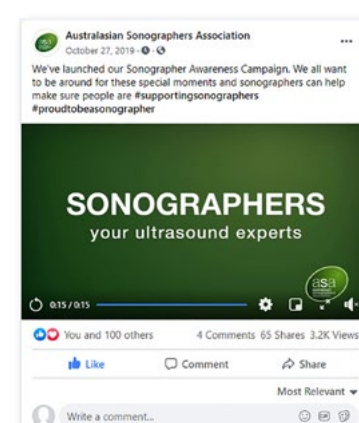 Australasian Sonographers Association
October 27, 2019
We've launched our Sonographer Awareness Campaign. We all want
to be around for these special moments and sonographers can help
make sure people are #supportingsonographers
#proudtobeasonographer
SONOGRAPHERS
your ultrasound experts
asa
0:15 / 0:15
You and 100 others 4 Comments 65 Shares 3.2K Views
Like Comment Share
Most Relevant
Write a comment...
GIF